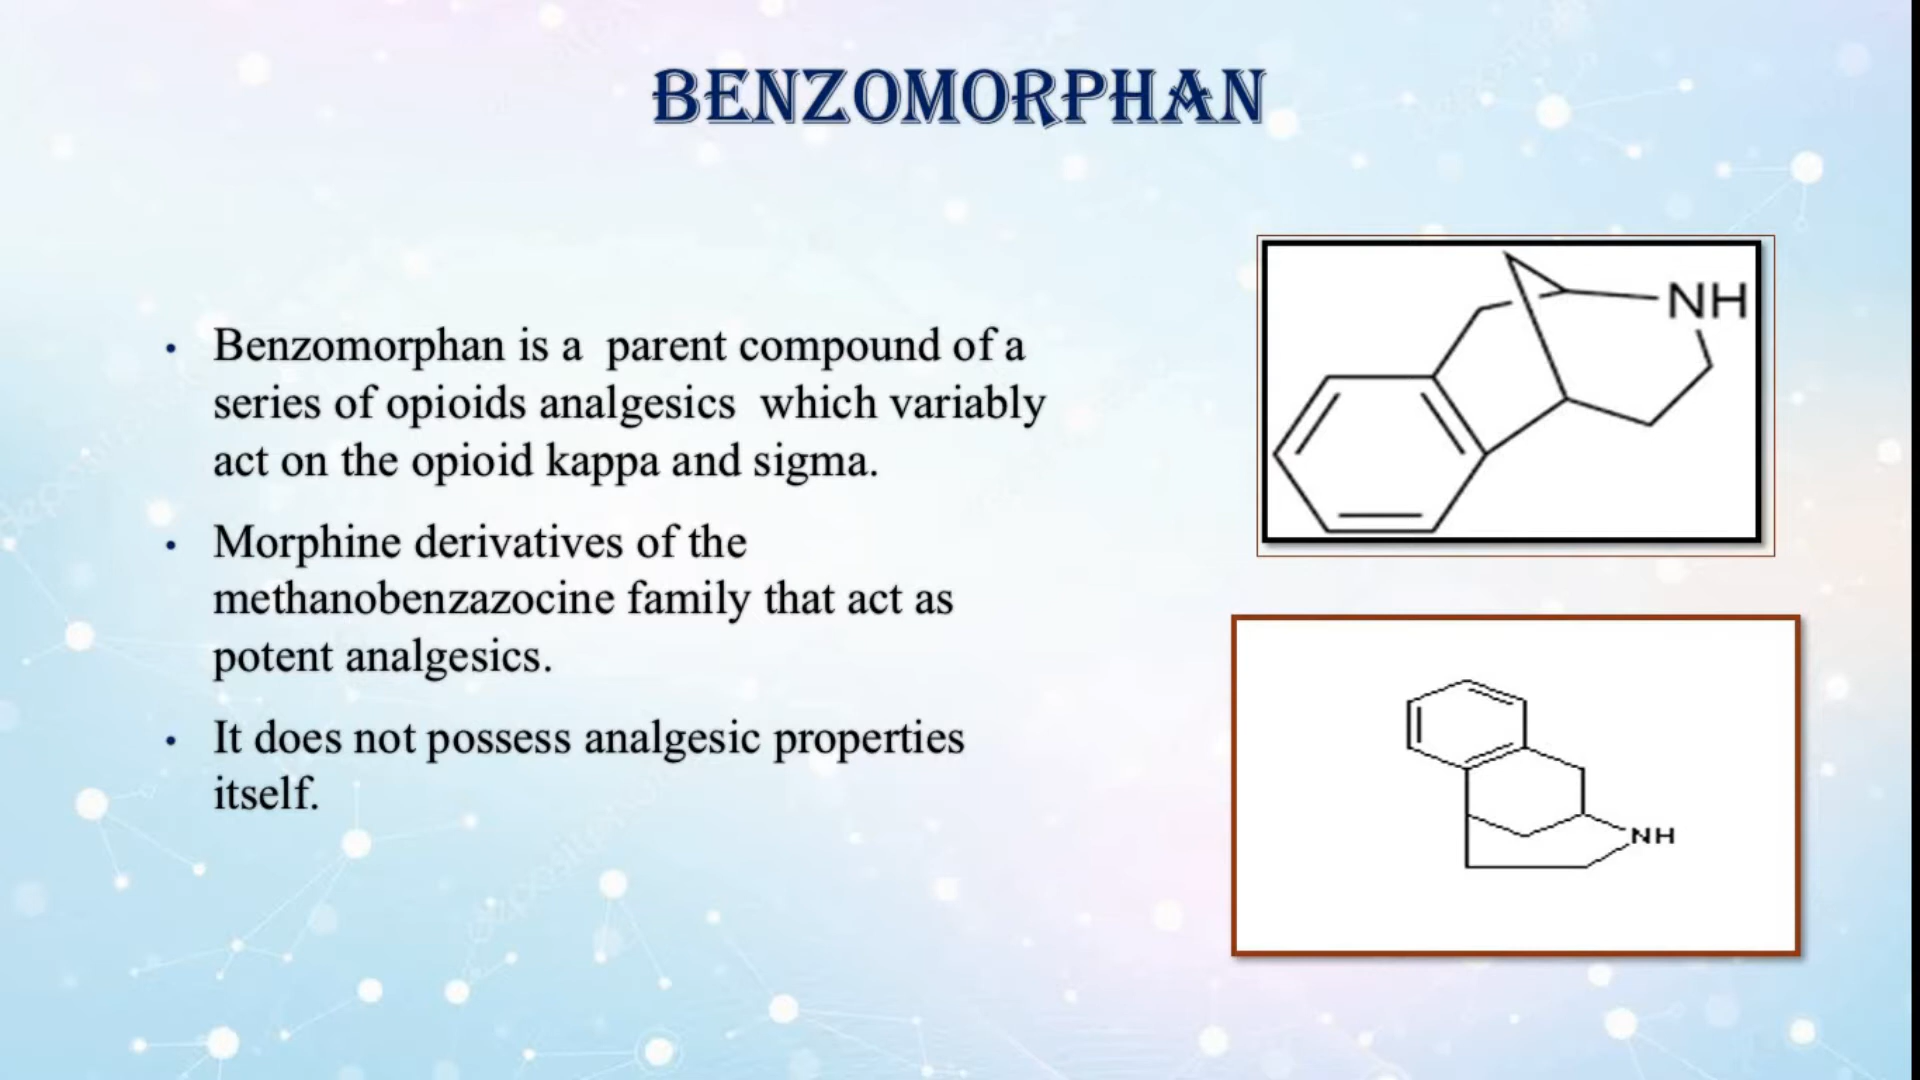 BENZOMORPHAN
• Benzomorphan is a parent compound of a
series of opioids analgesics which variably
act on the opioid kappa and sigma.
• Morphine derivatives of the
methanobenzazocine family that act as
potent analgesics.
• It does not possess analgesic properties
itself.
NH
NH